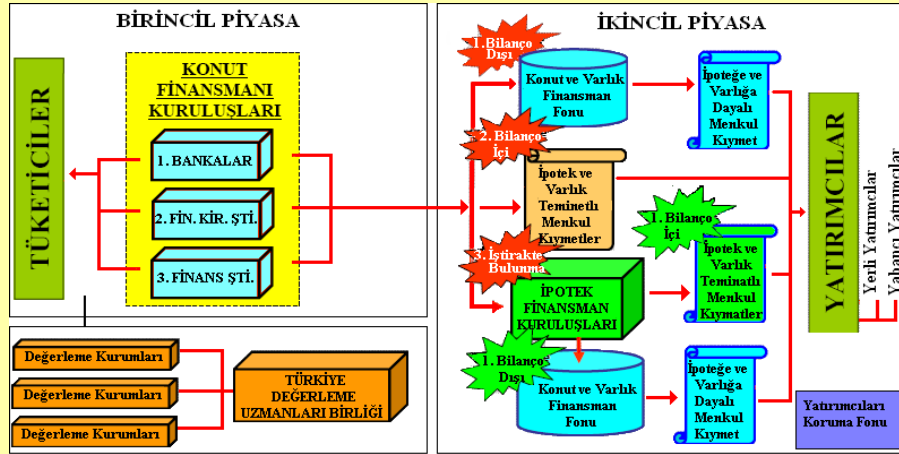 BİRİNCİL PİYASA
TÜKETİCİLER
KONUT
FİNANSMANI
KURULUŞLARI
1. BANKALAR
2. FİN. KİR. ŞTİ.
3. FİNANS ŞTİ.
Değerleme Kurumları
Değerleme Kurumları
Değerleme Kurumları
TÜRKİYE
DEĞERLEME
UZMANLARI BİRLİĞİ
İKİNCİL PİYASA
1. Bilanço
Dışı
Konut ve Varlık
Finansman
Fonu
İpoteğe ve
Varlığa
Dayalı
Menkul
Kıymet
2. Bilanço
İçi
İpotek ve
Varlık
Teminetlı
Menkul
Kıymetler
3. İştirakte
Bulunma
İPOTEK
FİNANSMAN
KURULUŞLARI
1. Bilanço
İçi
İpotek ve
Varlık
Teminatlı
Menkul
Kıymatler
1. Bilanço
Dışı
Konut ve Varlık
Finansman
Fonu
İpoteğe ve
Varlığa
Dayalı
Menkul
Kıymet
YATIRIMCILAR
Yerli Yatırımcılar
Yabancı Yatırımcılar
Yatırımcıları
Koruma Fonu